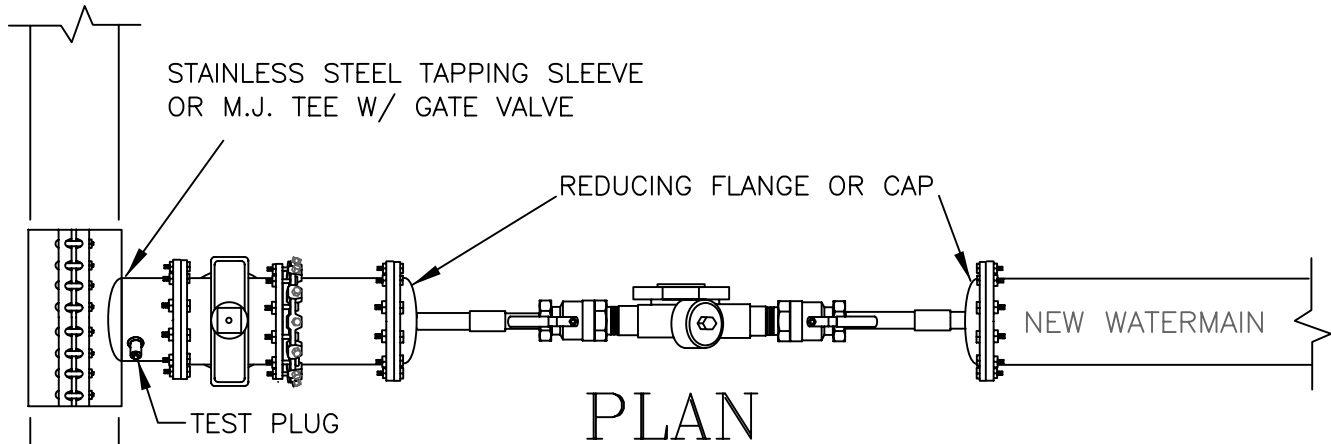 STAINLESS STEEL TAPPING SLEEVE
OR M.J. TEE W/ GATE VALVE
REDUCING FLANGE OR CAP
NEW WATERMAIN
TEST PLUG
PLAN